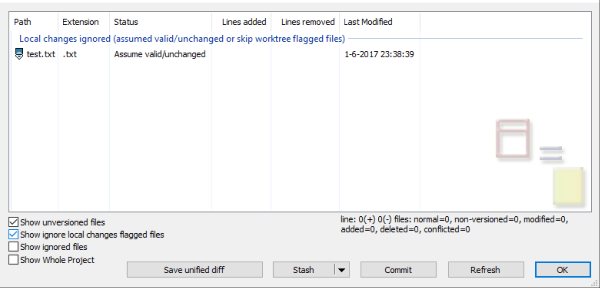 Path Extension Status Lines added Lines removed Last Modified
Local changes ignored (assumed valid/unchanged or skip worktree flagged files)
test.txt .txt Assume valid/unchanged 1-6-2017 23:38:39
Show unversioned files
Show ignore local changes flagged files
Show ignored files
Show Whole Project
line: 0(+) 0(-) files: normal=0, non-versioned=0, modified=0,
added=0, deleted=0, conflicted=0
Save unified diff Stash Commit Refresh OK